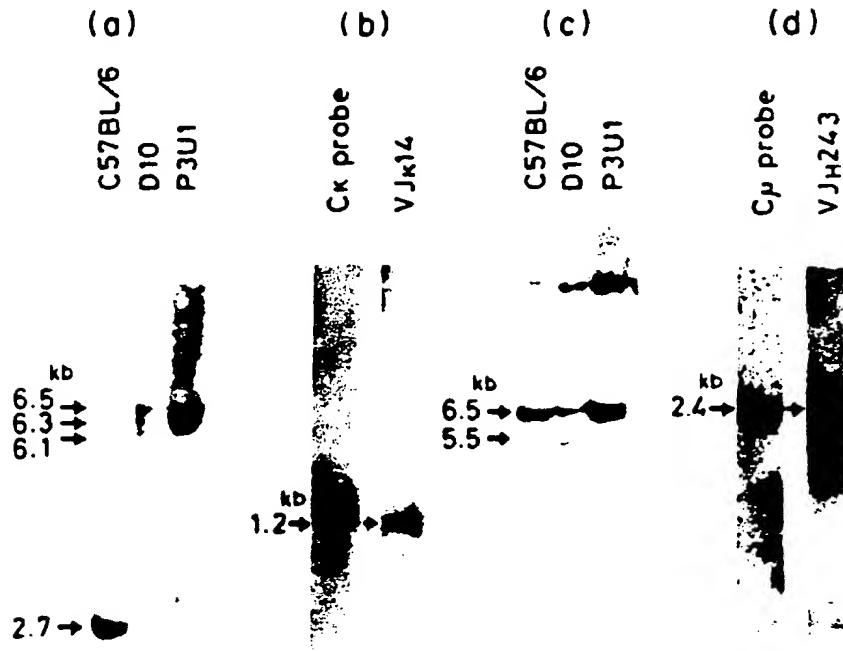 (a)
(b)
(c)
(d)
C57BL/6
D10
P3U1
Cκ probe
VJκ14
C57BL/6
D10
P3U1
Cμ probe
VJH243
kb
6.5→
6.3→
6.1→
2.7→
kb
1.2→
6.5→
5.5→
kb
2.4→